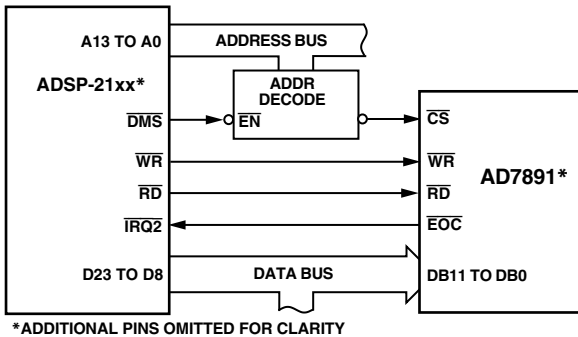 A13 TO A0
ADDRESS BUS
ADSP-21xx*
ADDR
DECODE
DMS
EN
CS
WR
WR
AD7891*
RD
RD
IRQ2
EOC
D23 TO D8
DATA BUS
DB11 TO DB0
*ADDITIONAL PINS OMITTED FOR CLARITY